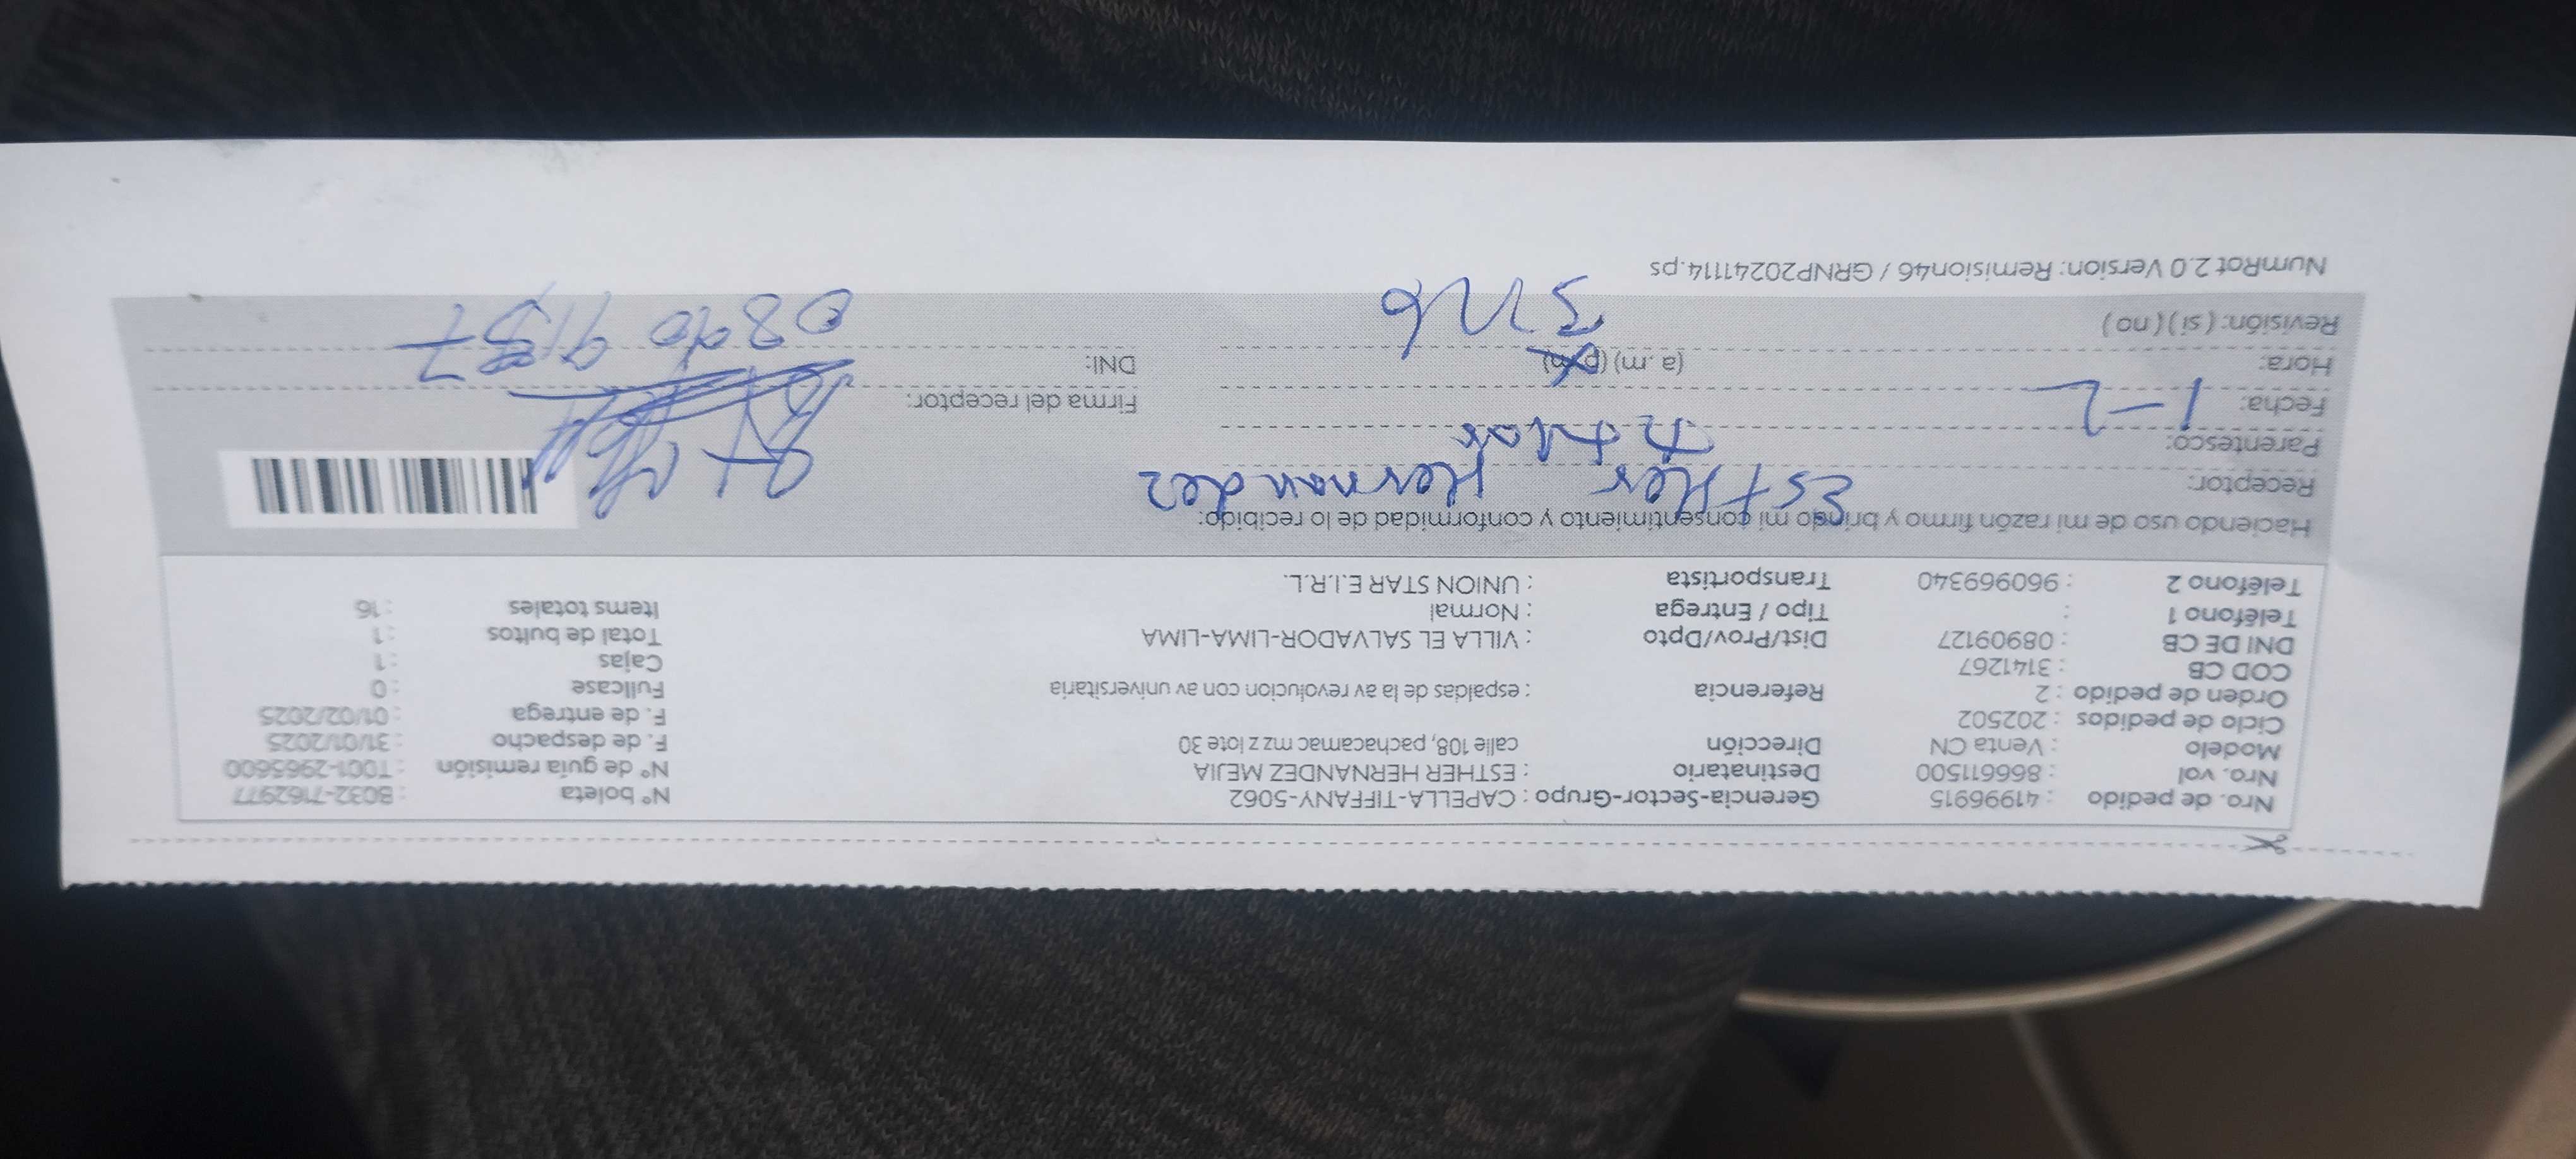 Nro. de pedido : 41996915 Gerencia-Sector-Grupo : CAPELLA-TIFFANY-5062 N° boleta : B032-7162977
Nro. vol : 866611500 Destinatario : ESTHER HERNANDEZ MEJIA N° de guía remisión : T001-2965600
Modelo : Venta CN Dirección calle 108, pachacamac mz z lote 30 F. de despacho : 31/01/2025
Ciclo de pedidos : 202502 F. de entrega : 01/02/2025
Orden de pedido : 2 Referencia : espaldas de la av revolucion con av universitaria Fullcase : 0
COD CB : 3141267 Cajas : 1
DNI DE CB : 08909127 Dist/Prov/Dpto : VILLA EL SALVADOR-LIMA-LIMA Total de bultos : 1
Teléfono 1 : Tipo / Entrega : Normal Items totales : 16
Teléfono 2 : 960969340 Transportista : UNION STAR E.I.R.L.
Haciendo uso de mi razón firmo y brindo mi consentimiento y conformidad de lo recibido:
Receptor: Esther Hernandez
Parentesco: titular
Fecha: 1-2 Firma del receptor:
Hora: (a .m) (p.m) DNI:
Revisión: ( si ) ( no )
NumRot 2.0 Version: Remision46 / GRNP20241114.ps